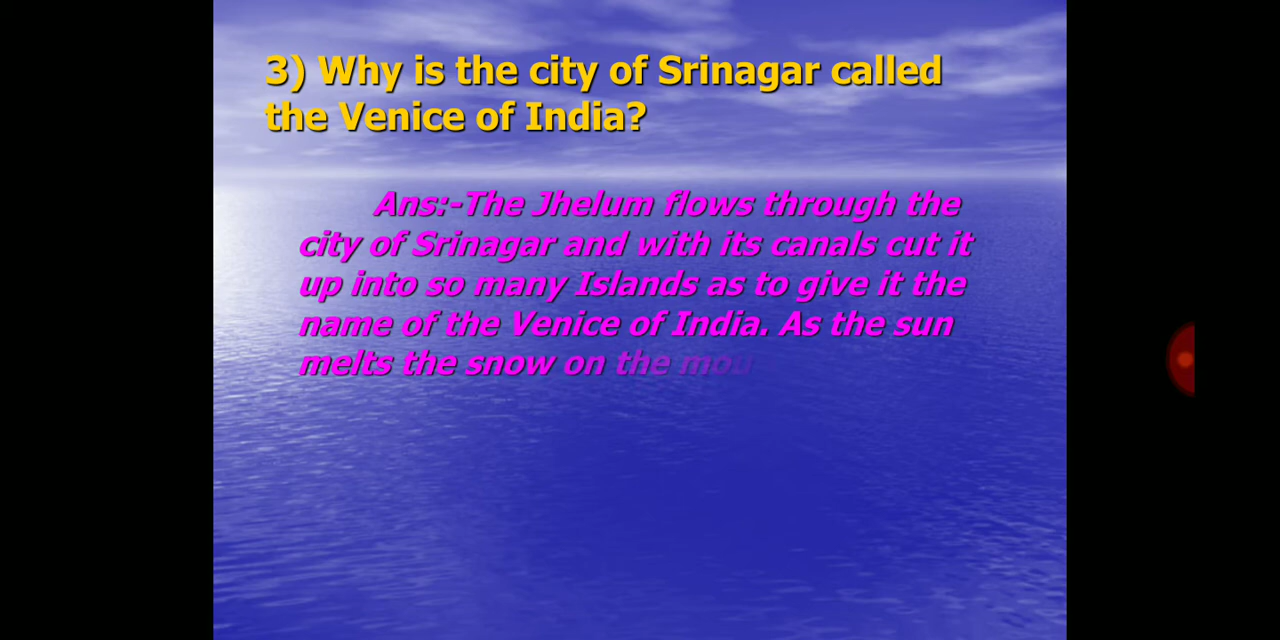 3) Why is the city of Srinagar called
the Venice of India?
Ans:-The Jhelum flows through the
city of Srinagar and with its canals cut it
up into so many Islands as to give it the
name of the Venice of India. As the sun
melts the snow on the mou